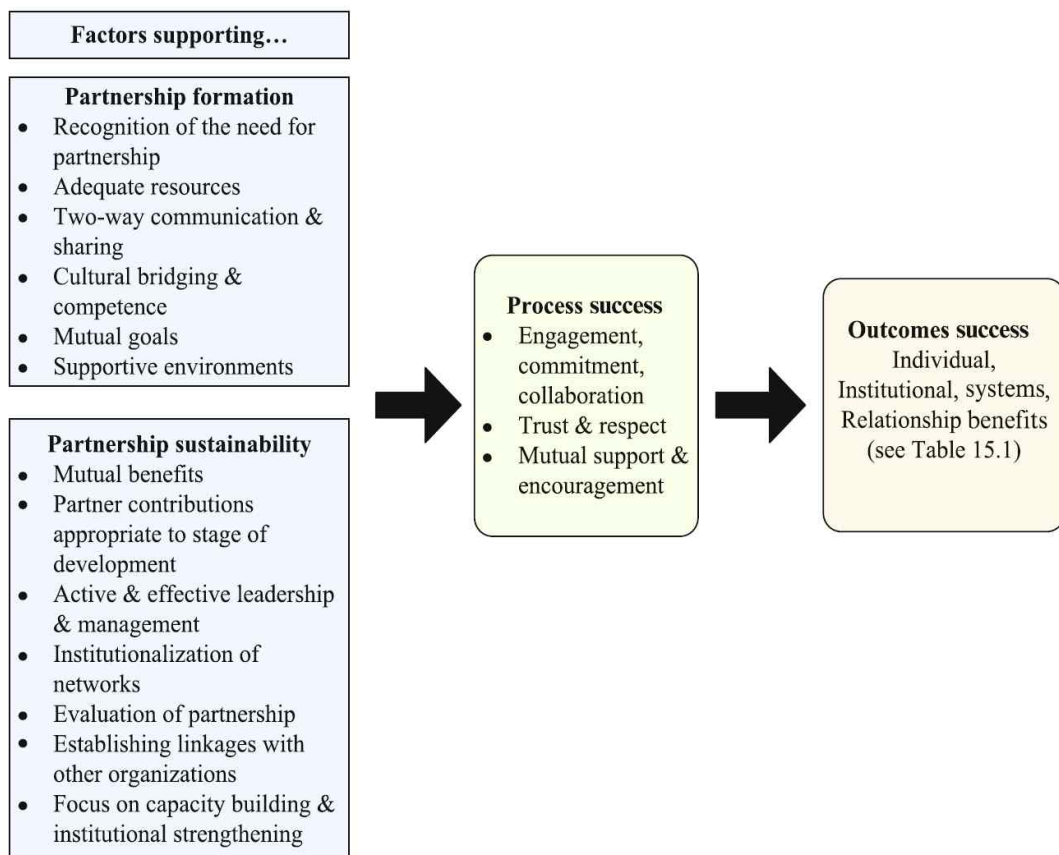 Factors supporting…
Partnership formation
• Recognition of the need for
partnership
• Adequate resources
• Two-way communication &
sharing
• Cultural bridging &
competence
• Mutual goals
• Supportive environments
Partnership sustainability
• Mutual benefits
• Partner contributions
appropriate to stage of
development
• Active & effective leadership
& management
• Institutionalization of
networks
• Evaluation of partnership
• Establishing linkages with
other organizations
• Focus on capacity building &
institutional strengthening
Process success
• Engagement,
commitment,
collaboration
• Trust & respect
• Mutual support &
encouragement
Outcomes success
Individual,
Institutional, systems,
Relationship benefits
(see Table 15.1)